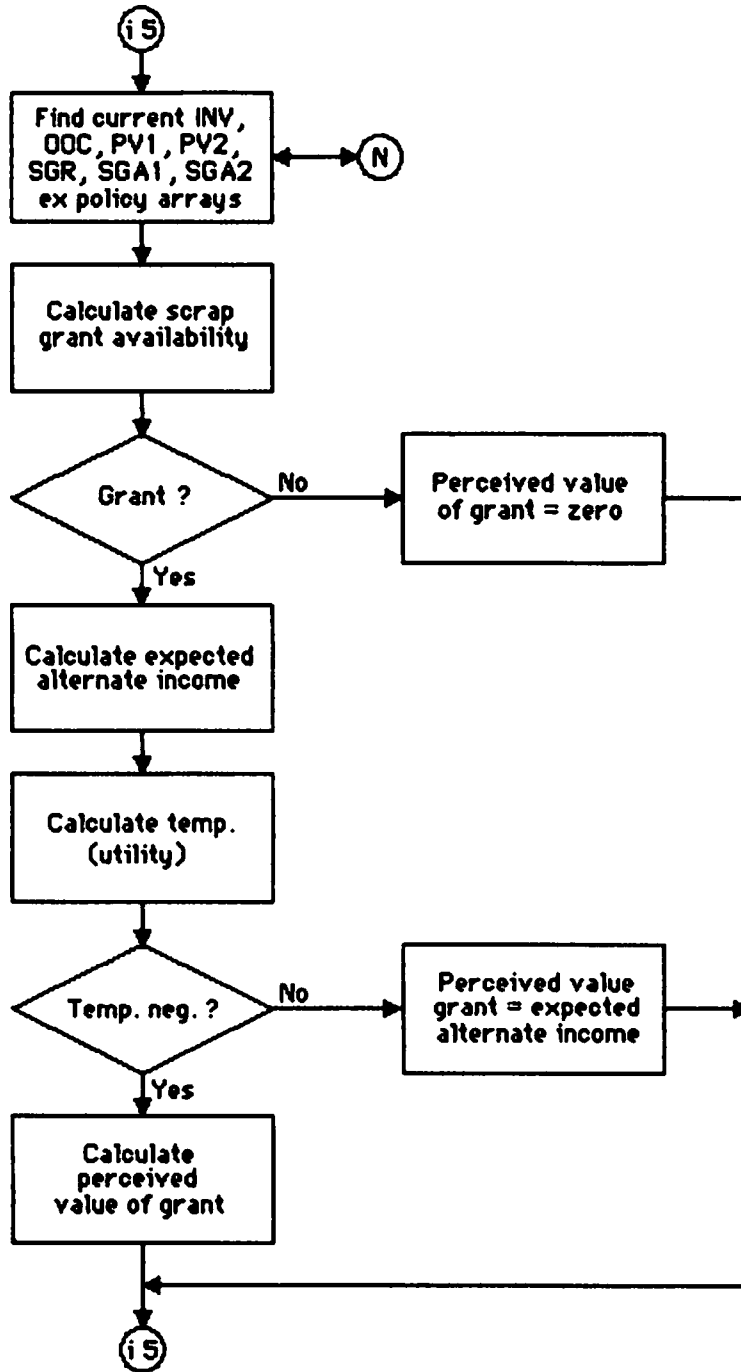 i 5
Find current INV,
OOC, PV1, PV2,
SGR, SGA1, SGA2
ex policy arrays
N
Calculate scrap
grant availability
Grant ?
No
Perceived value
of grant = zero
Yes
Calculate expected
alternate income
Calculate temp.
(utility)
Temp. neg. ?
No
Perceived value
grant = expected
alternate income
Yes
Calculate
perceived
value of grant
i 5